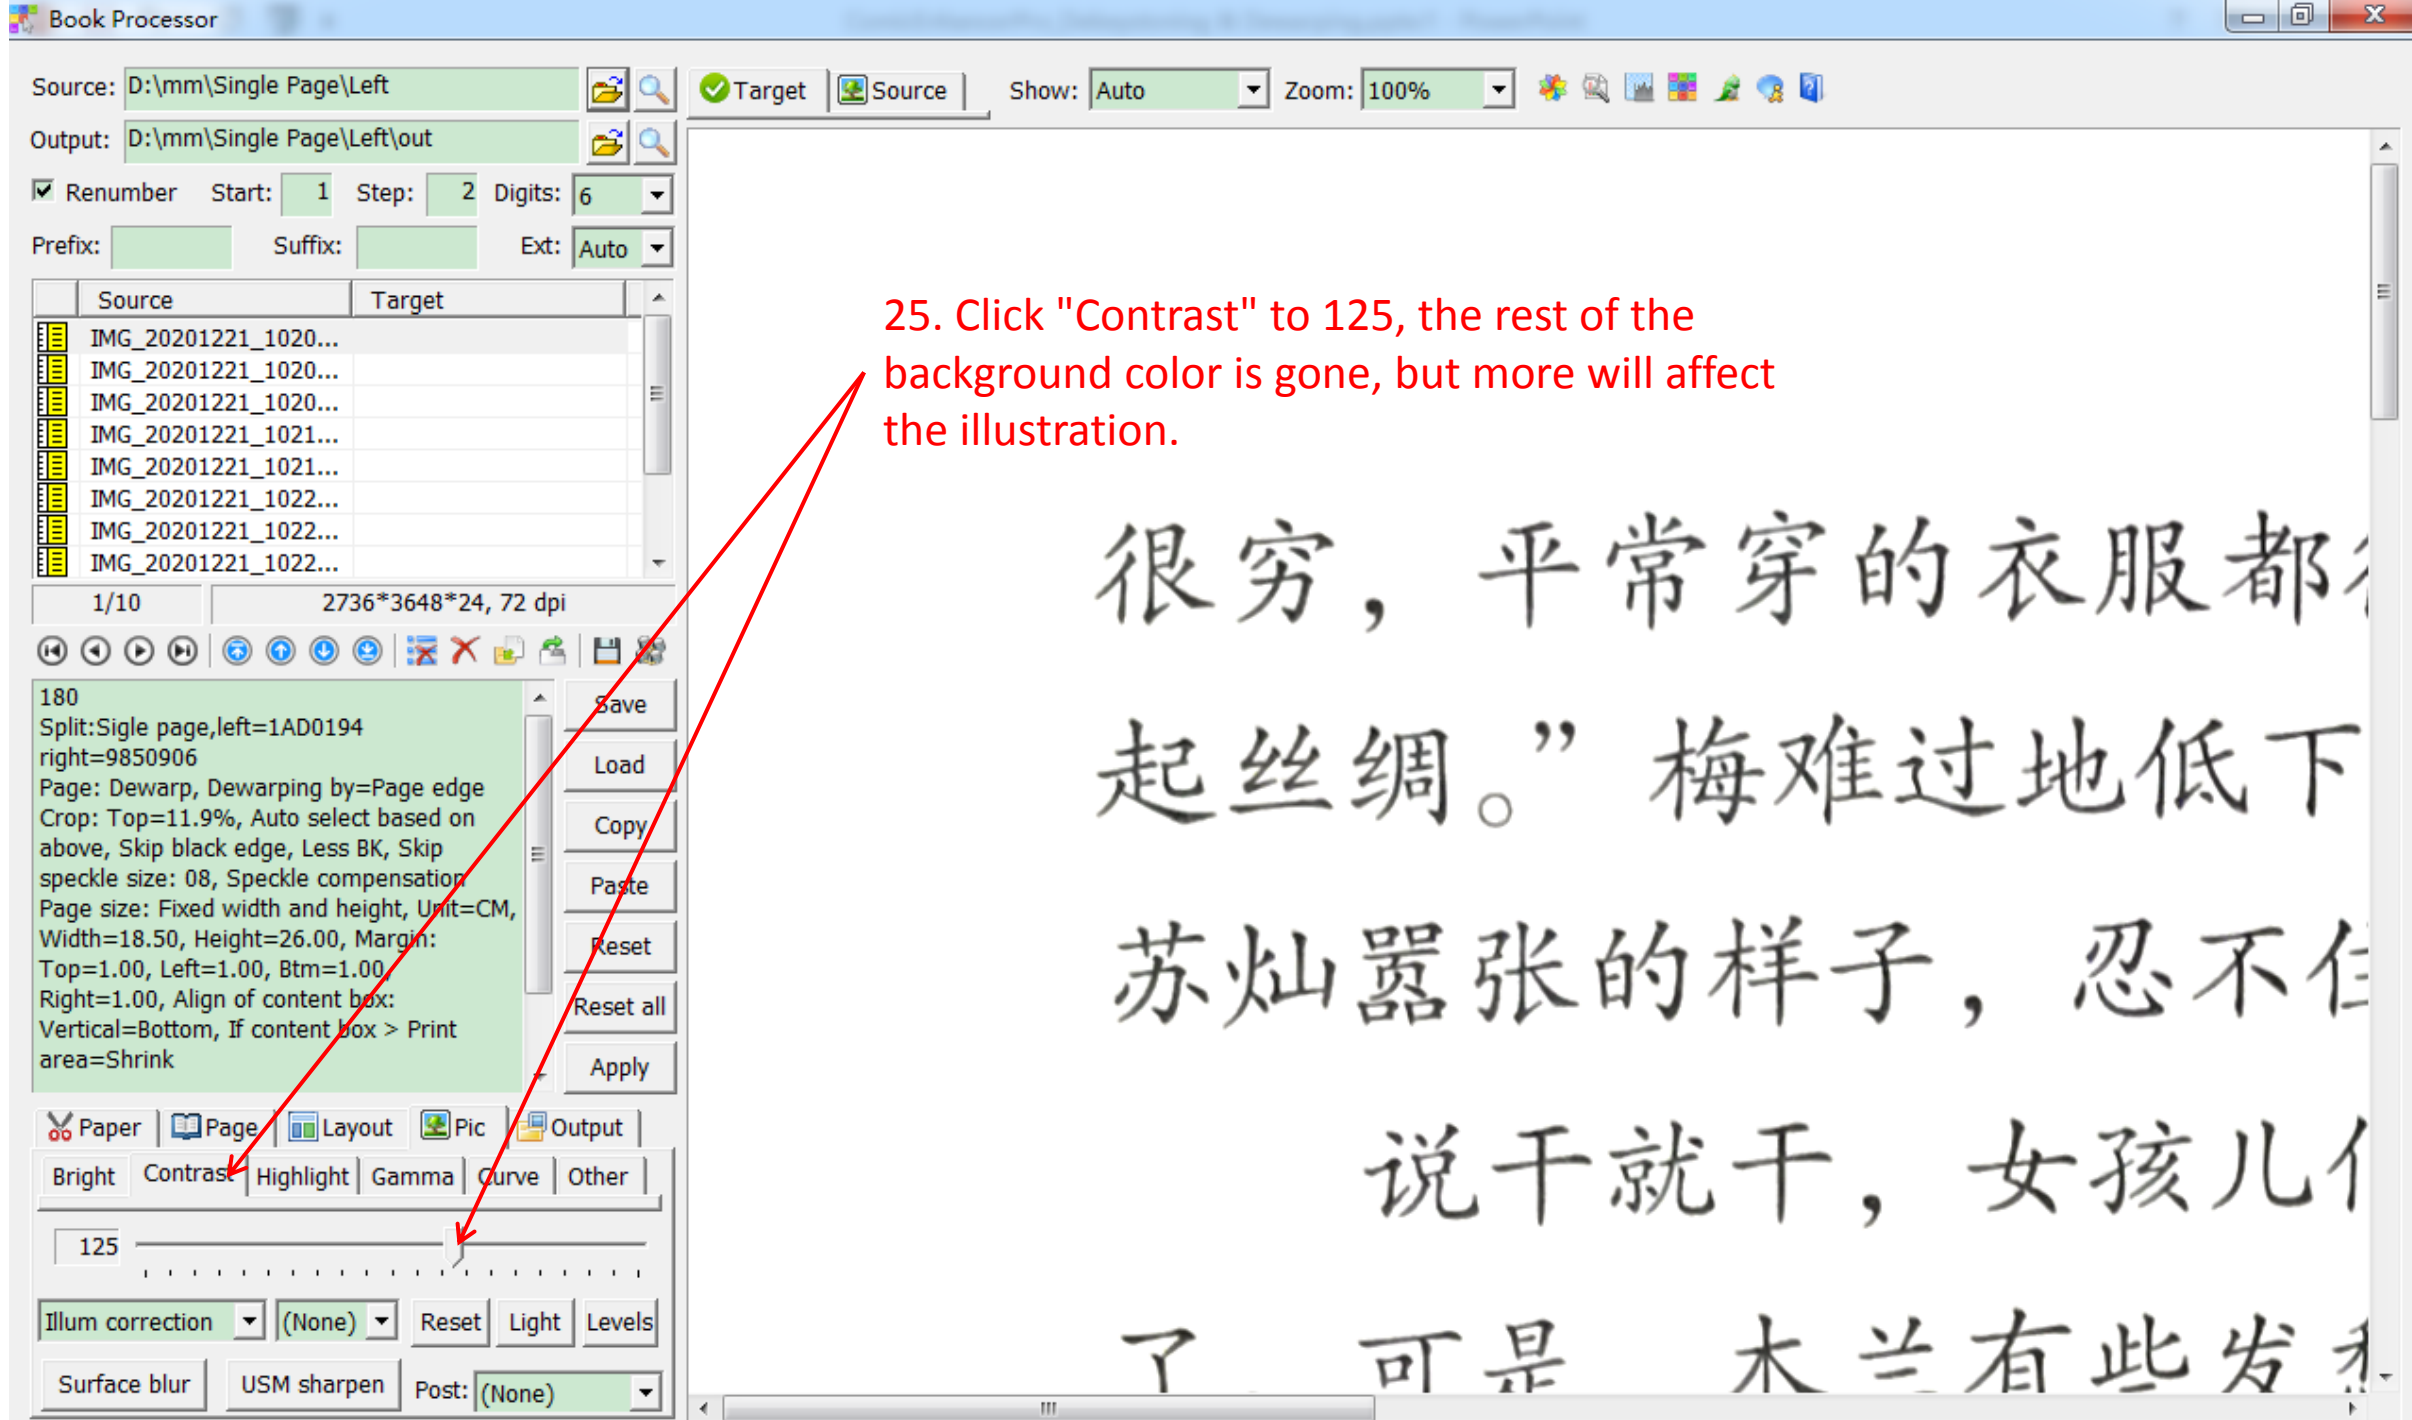 Book Processor
Source: D:\mm\Single Page\Left
Output: D:\mm\Single Page\Left\out
Renumber Start: 1 Step: 2 Digits: 6
Prefix: Suffix: Ext: Auto
Source Target
IMG_20201221_1020...
IMG_20201221_1020...
IMG_20201221_1020...
IMG_20201221_1021...
IMG_20201221_1021...
IMG_20201221_1022...
IMG_20201221_1022...
IMG_20201221_1022...
1/10 2736*3648*24, 72 dpi
180
Split:Sigle page,left=1AD0194
right=9850906
Page: Dewarp, Dewarping by=Page edge
Crop: Top=11.9%, Auto select based on
above, Skip black edge, Less BK, Skip
speckle size: 08, Speckle compensation
Page size: Fixed width and height, Unit=CM,
Width=18.50, Height=26.00, Margin:
Top=1.00, Left=1.00, Btm=1.00,
Right=1.00, Align of content box:
Vertical=Bottom, If content box > Print
area=Shrink
Save
Load
Copy
Paste
Reset
Reset all
Apply
Paper Page Layout Pic Output
Bright Contrast Highlight Gamma Curve Other
125
Illum correction (None) Reset Light Levels
Surface blur USM sharpen Post: (None)
Target Source Show: Auto Zoom: 100%
25. Click "Contrast" to 125, the rest of the
background color is gone, but more will affect
the illustration.
很穷，平常穿的衣服都
起丝绸。”梅难过地低下
苏灿嚣张的样子，忍不住
说干就干，女孩儿
了 可是 木兰有些发